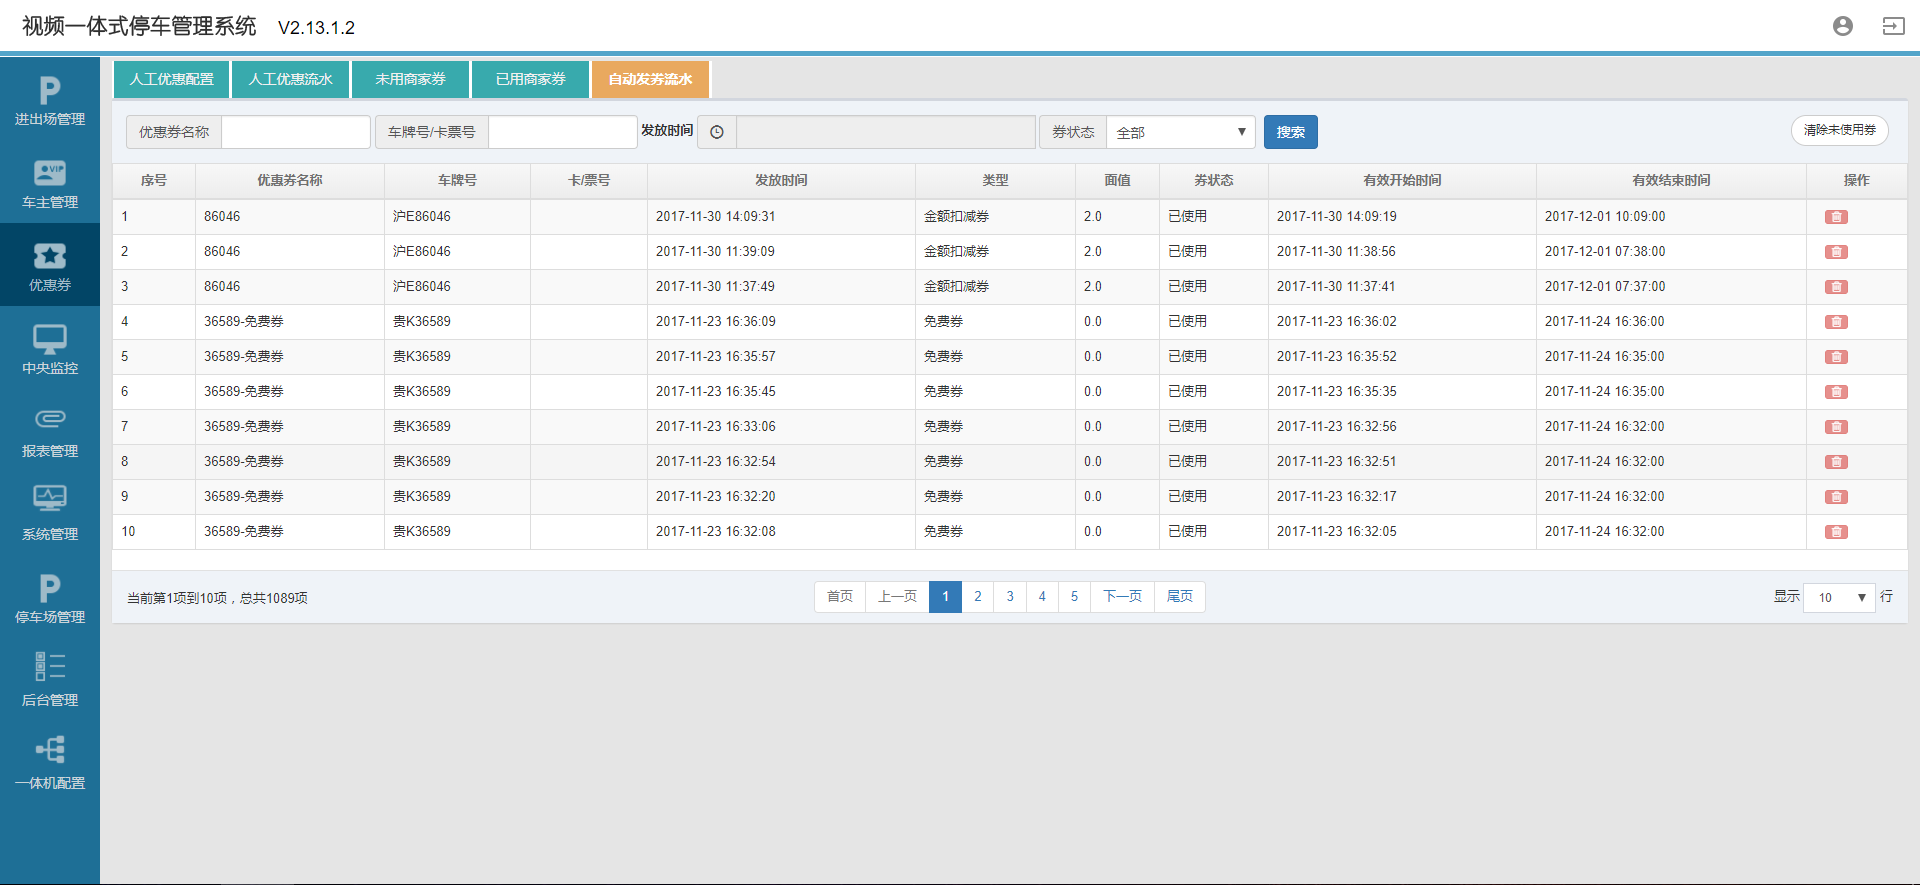 视频一体式停车管理系统 V2.13.1.2
进出场管理
车主管理
优惠券
中央监控
报表管理
系统管理
停车场管理
后台管理
一体机配置
人工优惠配置 人工优惠流水 未用商家券 已用商家券 自动发券流水
优惠券名称 车牌号/卡票号 发放时间 券状态 全部 搜索 清除未使用券
序号 优惠券名称 车牌号 卡/票号 发放时间 类型 面值 券状态 有效开始时间 有效结束时间 操作
1 86046 沪E86046 2017-11-30 14:09:31 金额扣减券 2.0 已使用 2017-11-30 14:09:19 2017-12-01 10:09:00
2 86046 沪E86046 2017-11-30 11:39:09 金额扣减券 2.0 已使用 2017-11-30 11:38:56 2017-12-01 07:38:00
3 86046 沪E86046 2017-11-30 11:37:49 金额扣减券 2.0 已使用 2017-11-30 11:37:41 2017-12-01 07:37:00
4 36589-免费券 贵K36589 2017-11-23 16:36:09 免费券 0.0 已使用 2017-11-23 16:36:02 2017-11-24 16:36:00
5 36589-免费券 贵K36589 2017-11-23 16:35:57 免费券 0.0 已使用 2017-11-23 16:35:52 2017-11-24 16:35:00
6 36589-免费券 贵K36589 2017-11-23 16:35:45 免费券 0.0 已使用 2017-11-23 16:35:35 2017-11-24 16:35:00
7 36589-免费券 贵K36589 2017-11-23 16:33:06 免费券 0.0 已使用 2017-11-23 16:32:56 2017-11-24 16:32:00
8 36589-免费券 贵K36589 2017-11-23 16:32:54 免费券 0.0 已使用 2017-11-23 16:32:51 2017-11-24 16:32:00
9 36589-免费券 贵K36589 2017-11-23 16:32:20 免费券 0.0 已使用 2017-11-23 16:32:17 2017-11-24 16:32:00
10 36589-免费券 贵K36589 2017-11-23 16:32:08 免费券 0.0 已使用 2017-11-23 16:32:05 2017-11-24 16:32:00
当前第1项到10项，总共1089项 首页 上一页 1 2 3 4 5 下一页 尾页 显示 10 行